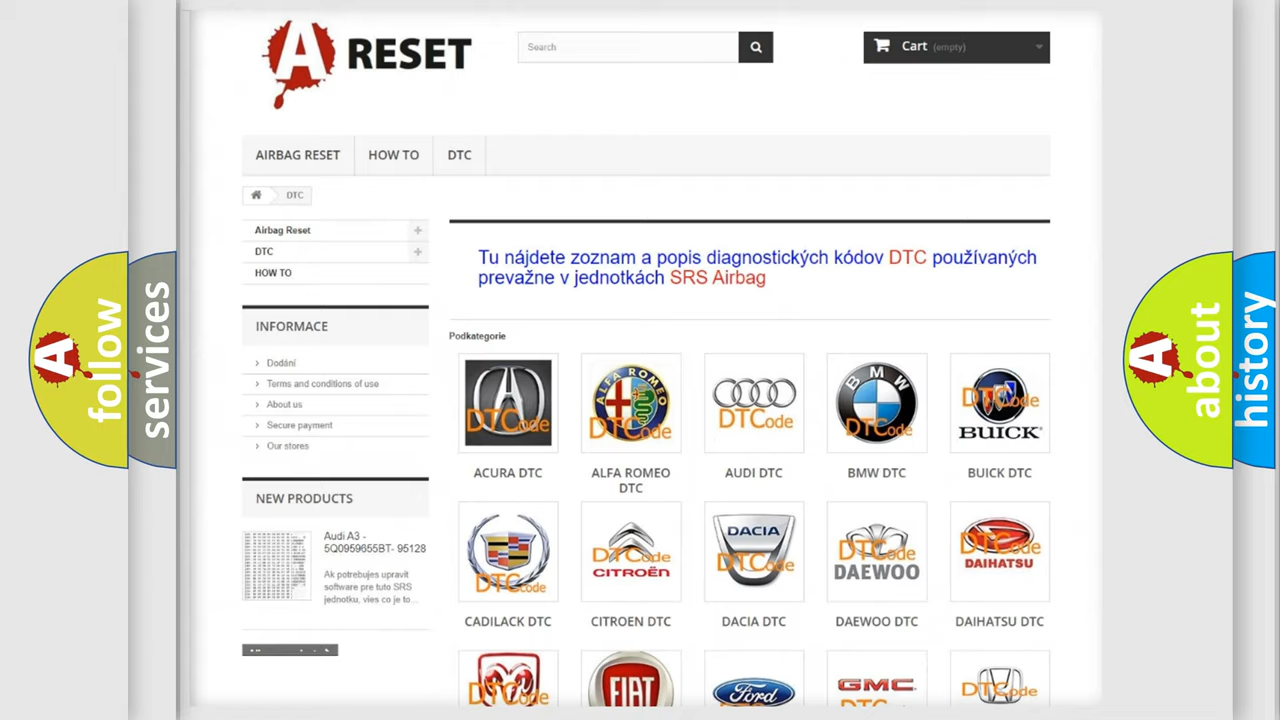 A RESET
Search
Cart (empty)
AIRBAG RESET
HOW TO
DTC
DTC
Airbag Reset
DTC
HOW TO
Tu nájdete zoznam a popis diagnostických kódov DTC používaných
prevažne v jednotkách SRS Airbag
INFORMACE
Dodání
Terms and conditions of use
About us
Secure payment
Our stores
NEW PRODUCTS
Audi A3 -
5Q0959655BT- 95128
Ak potrebujes upravit
software pre tuto SRS
jednotku, vies co je to...
Podkategorie
DTCode
ACURA DTC
ALFA ROMEO
DTCode
ALFA ROMEO
DTC
DTCode
AUDI DTC
BMW
DTCode
BMW DTC
DTCode
BUICK
BUICK DTC
DTCode
CADILACK DTC
DTCode
CITROËN
CITROEN DTC
DACIA
DTCode
DACIA DTC
DTCode
DAEWOO
DAEWOO DTC
DTCode
DAIHATSU
DAIHATSU DTC
DTCode
FIAT
Ford
GMC
DTCode
A
follow
services
A
about
history